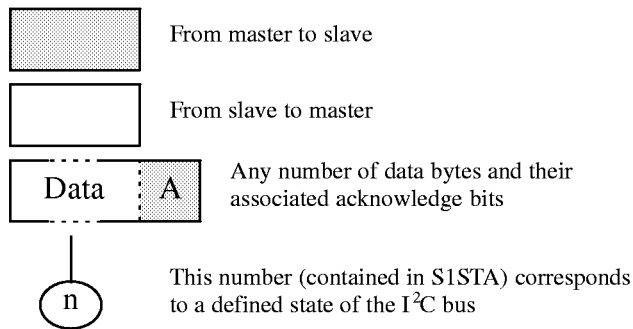 From master to slave
From slave to master
Data A
Any number of data bytes and their
associated acknowledge bits
n
This number (contained in S1STA) corresponds
to a defined state of the I²C bus